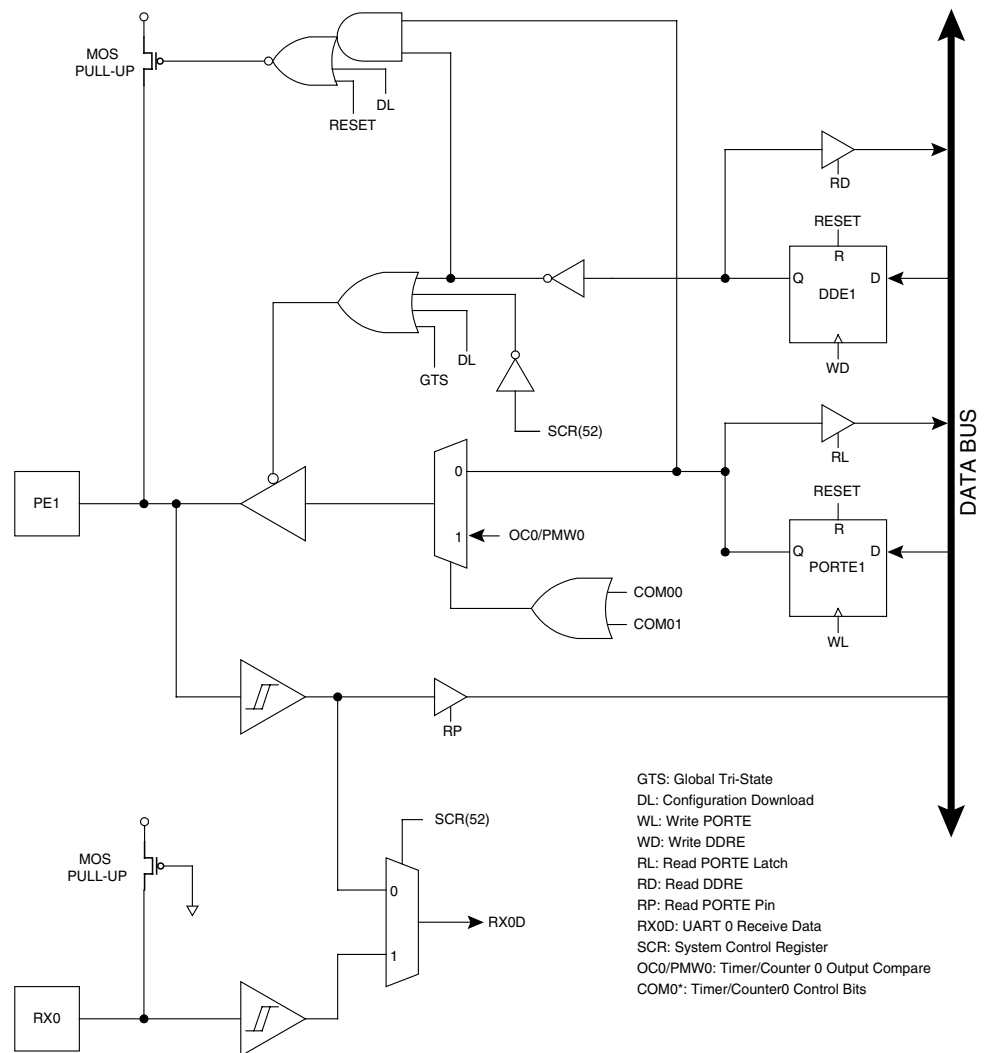 MOS
PULL-UP
DL
RESET
RD
RESET
R
Q
D
DDE1
WD
DL
GTS
SCR(52)
RL
RESET
R
Q
D
PORTE1
WL
DATA BUS
PE1
0
1
OC0/PMW0
COM00
COM01
RP
SCR(52)
MOS
PULL-UP
0
1
RX0D
RX0
GTS: Global Tri-State
DL: Configuration Download
WL: Write PORTE
WD: Write DDRE
RL: Read PORTE Latch
RD: Read DDRE
RP: Read PORTE Pin
RX0D: UART 0 Receive Data
SCR: System Control Register
OC0/PMW0: Timer/Counter 0 Output Compare
COM0*: Timer/Counter0 Control Bits